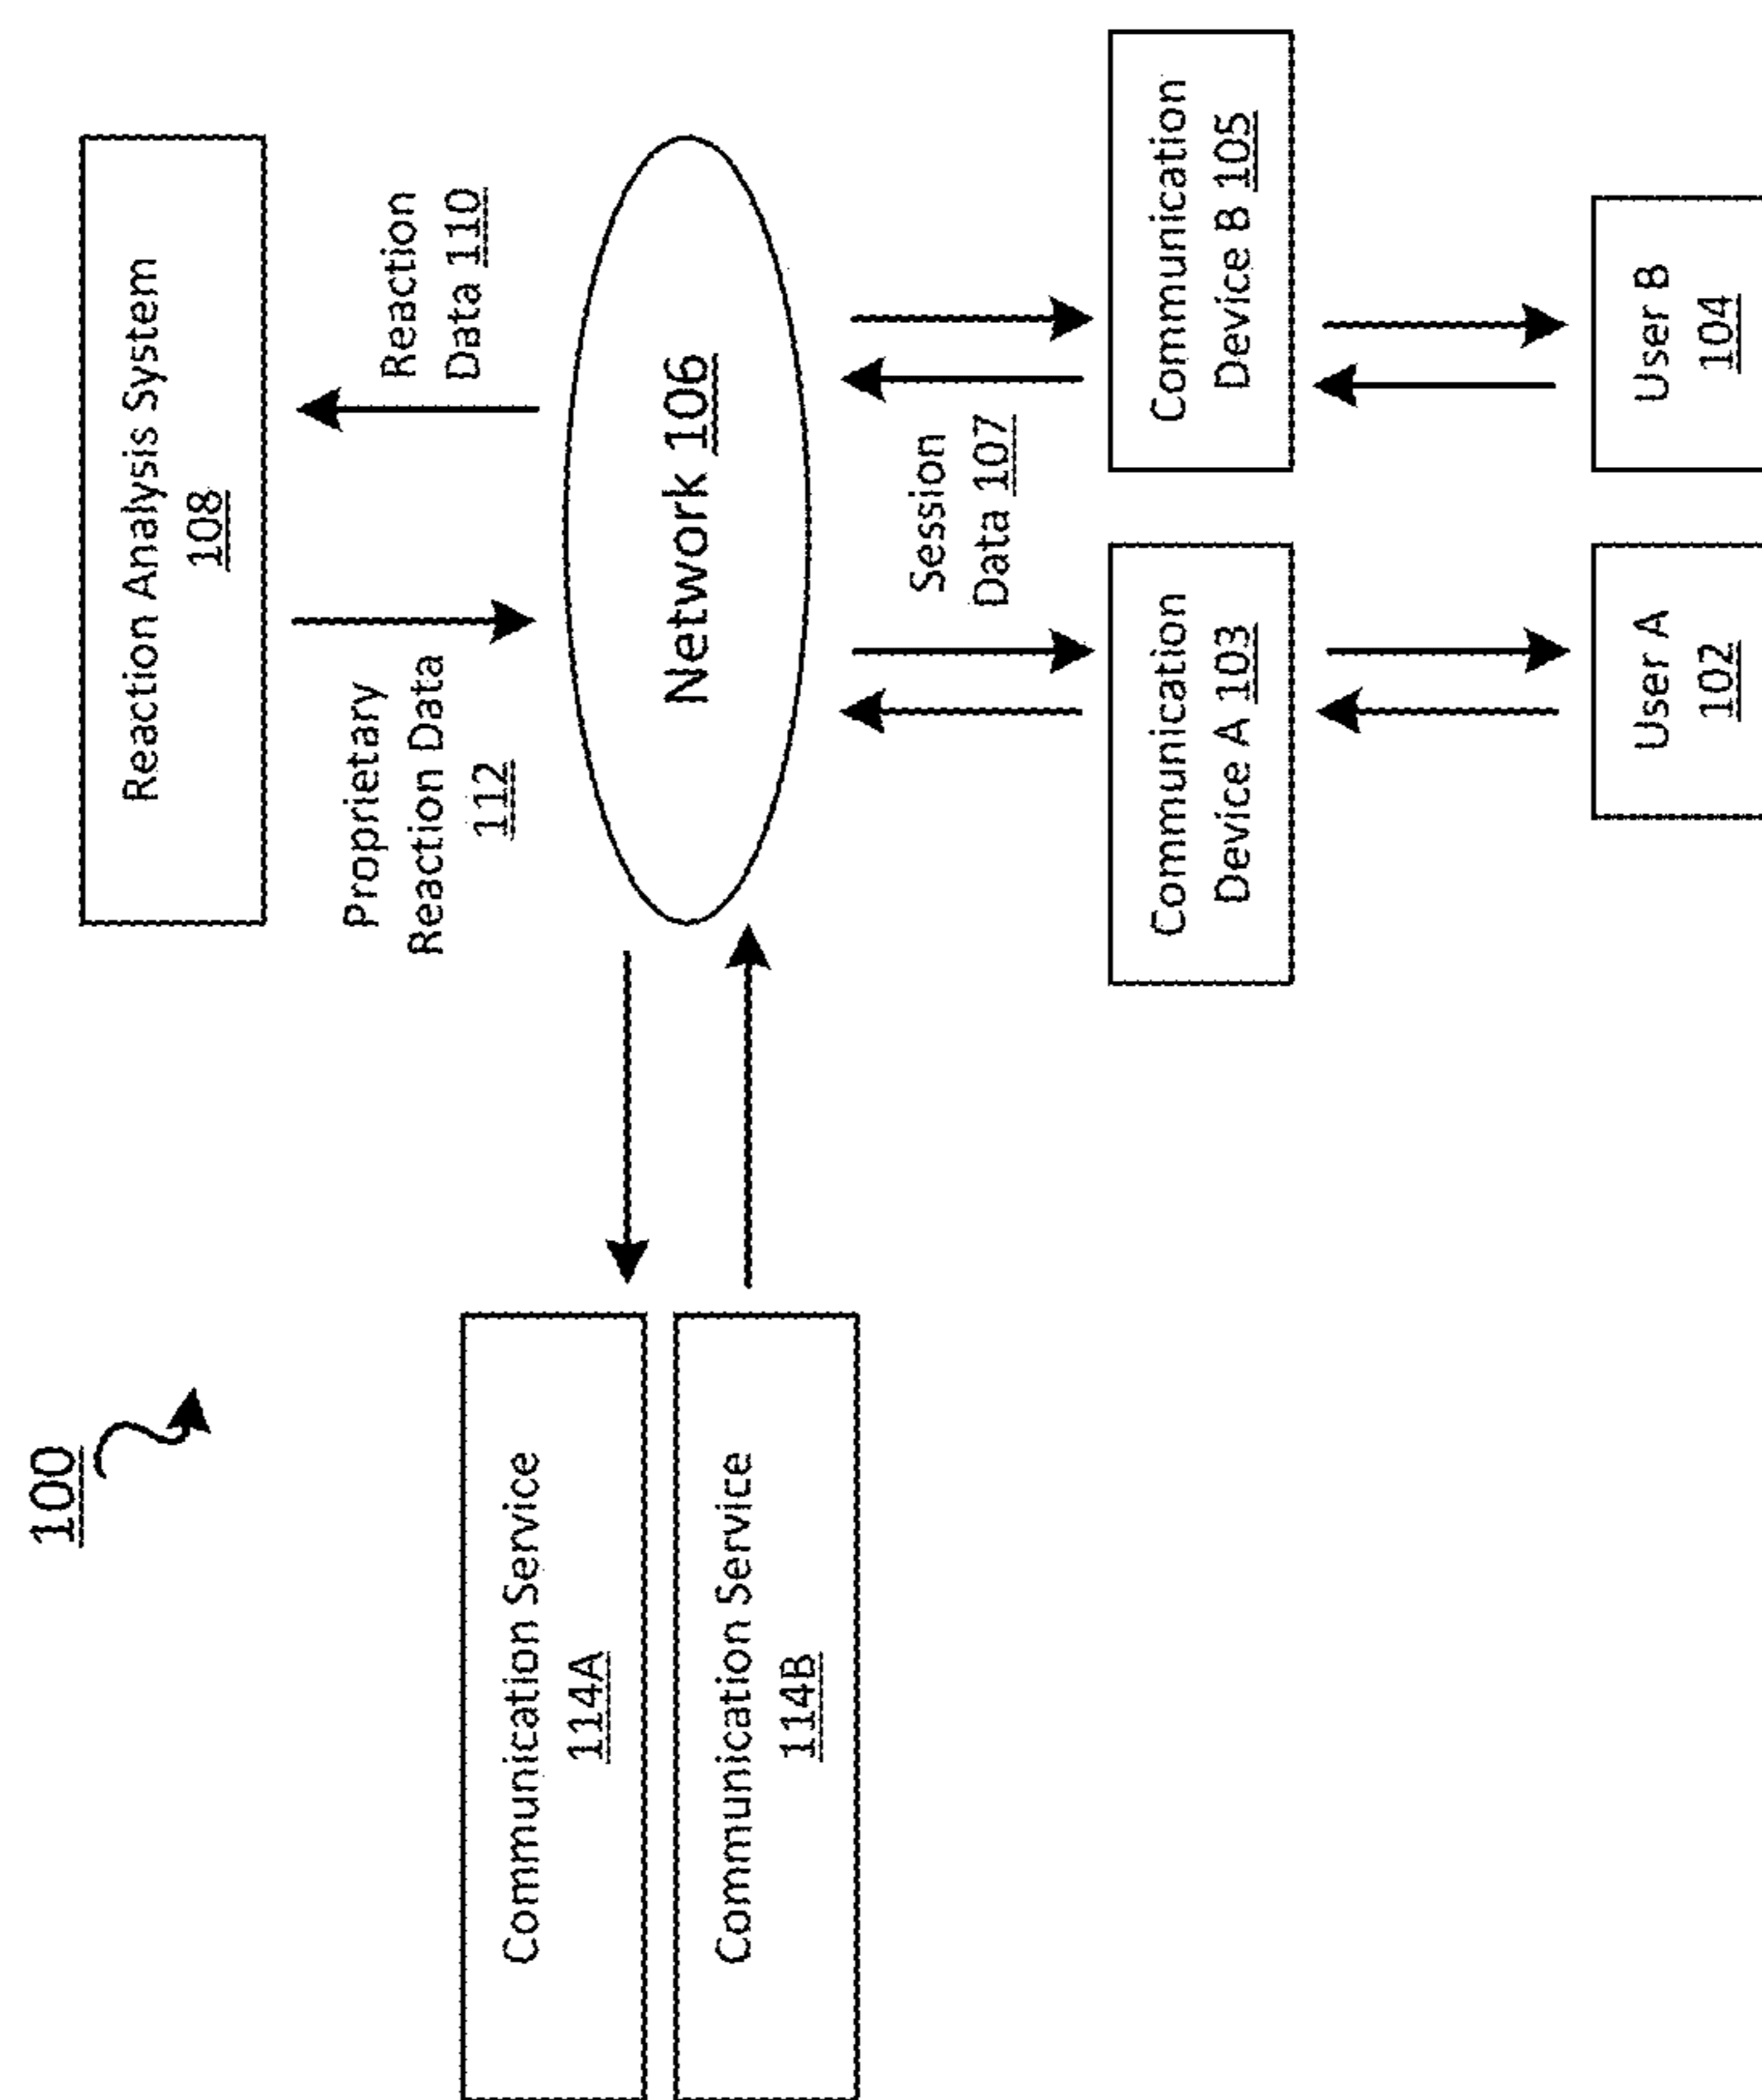 100
Reaction Analysis System
108
Proprietary
Reaction Data
112
Reaction
Data 110
Communication Service
114A
Communication Service
114B
Network 106
Session
Data 107
Communication
Device A 103
Communication
Device B 105
User A
102
User B
104